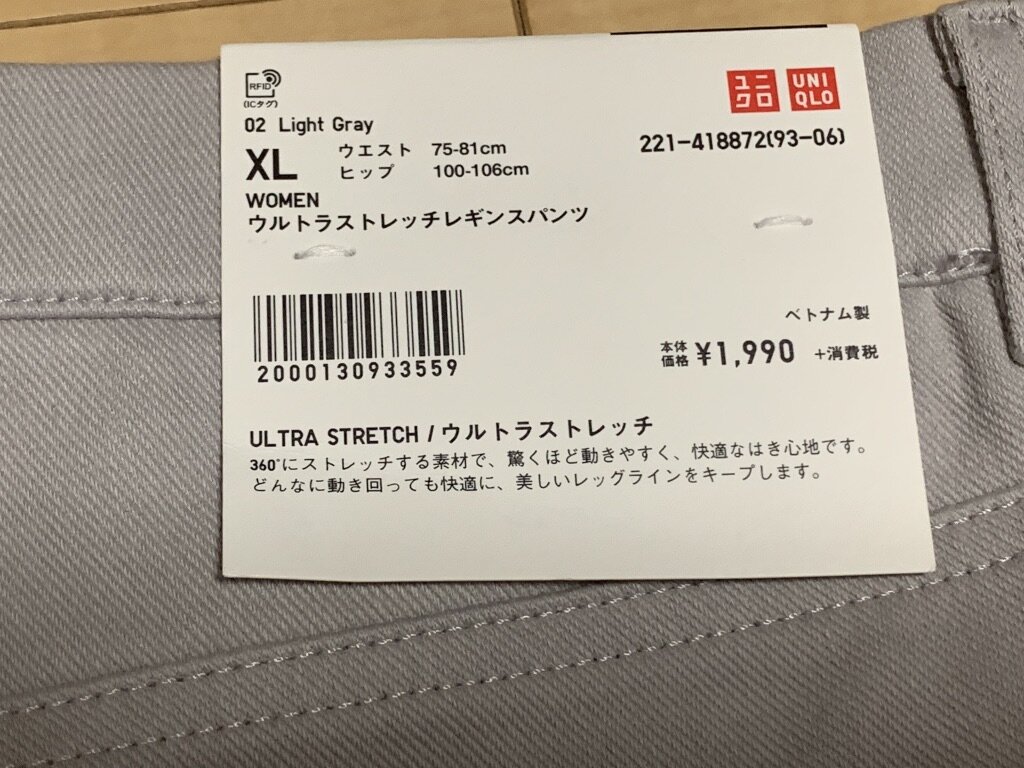 RFID
(ICタグ)
ユニクロ
UNIQLO
02 Light Gray
221-418872(93-06)
XL
ウエスト 75-81cm
ヒップ 100-106cm
WOMEN
ウルトラストレッチレギンスパンツ
2000130933559
ベトナム製
本体価格 ¥1,990 +消費税
ULTRA STRETCH / ウルトラストレッチ
360°にストレッチする素材で、驚くほど動きやすく、快適なはき心地です。
どんなに動き回っても快適に、美しいレッグラインをキープします。